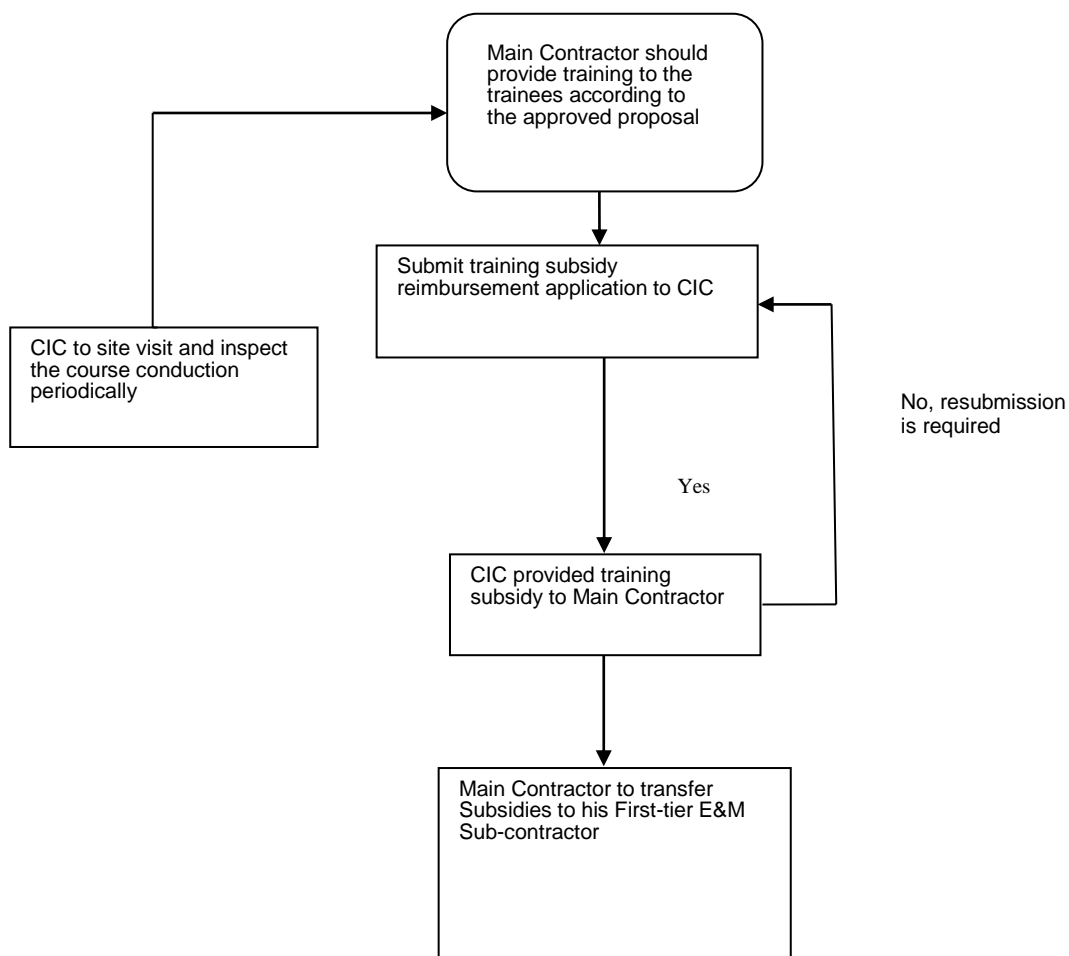 Main Contractor should
provide training to the
trainees according to
the approved proposal
Submit training subsidy
reimbursement application to CIC
CIC to site visit and inspect
the course conduction
periodically
No, resubmission
is required
Yes
CIC provided training
subsidy to Main Contractor
Main Contractor to transfer
Subsidies to his First-tier E&M
Sub-contractor